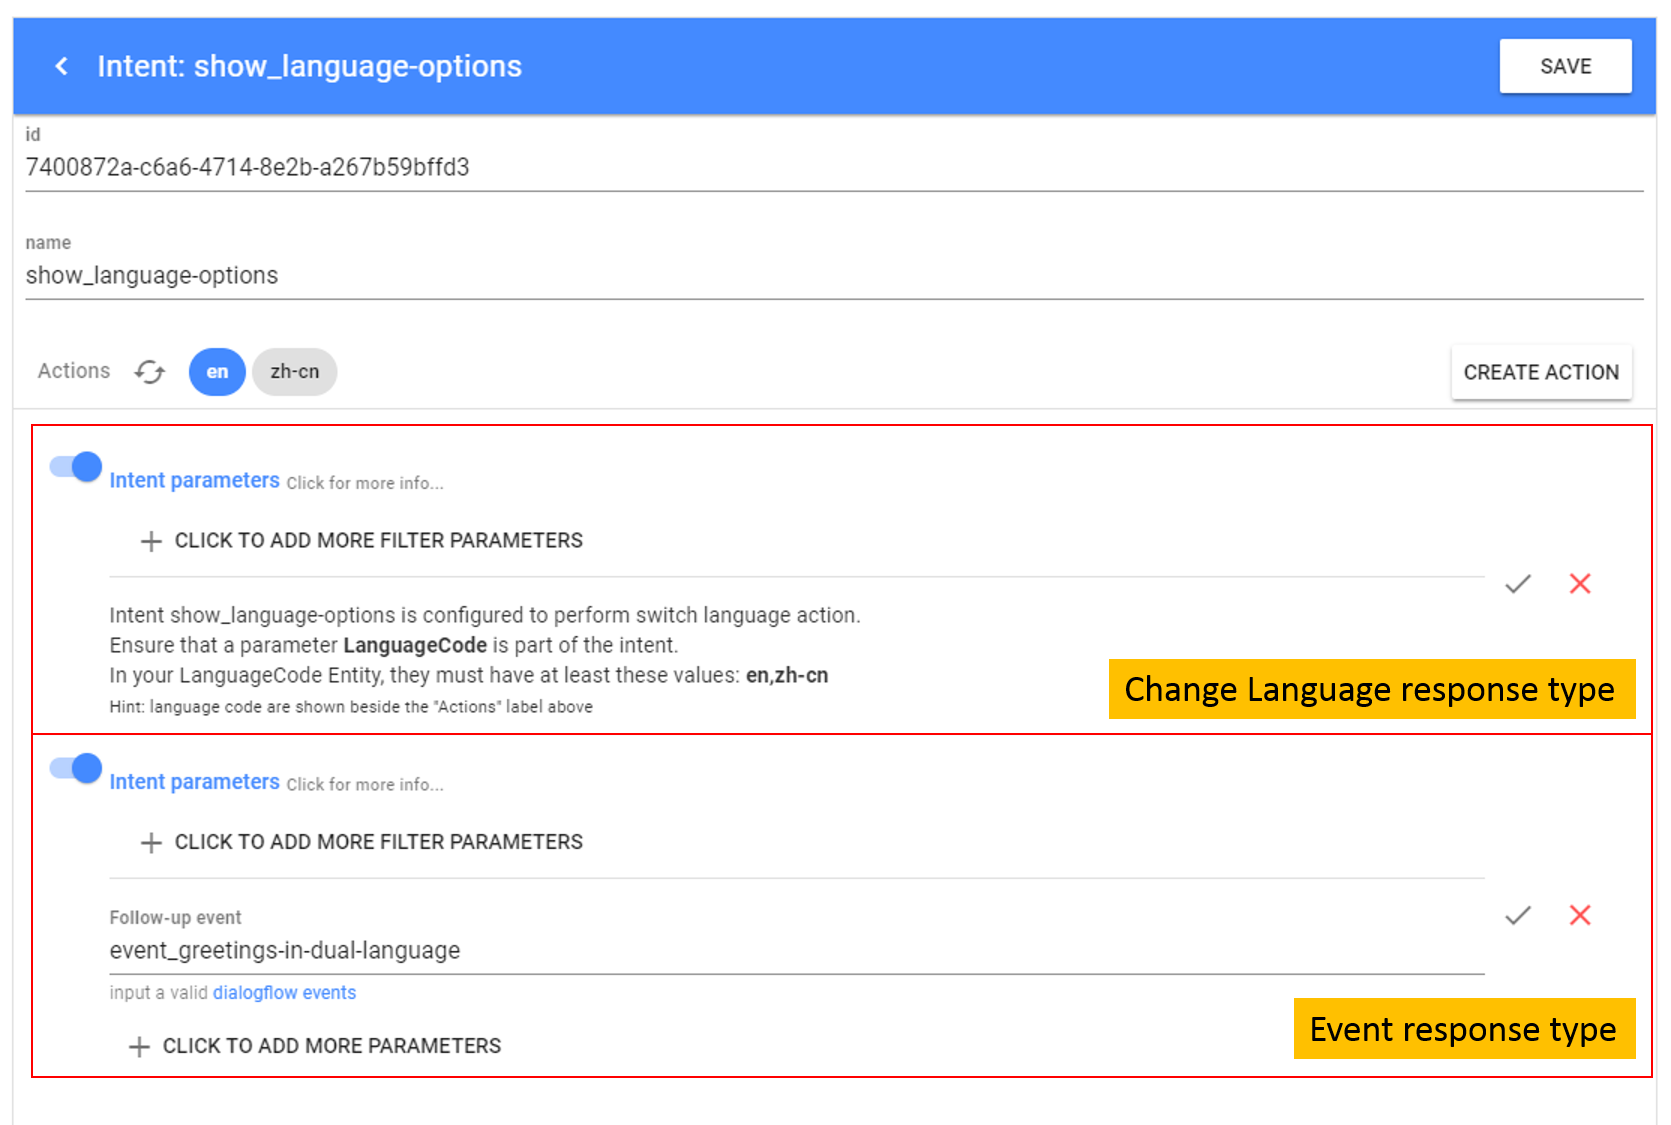 Intent: show_language-options
SAVE
id
7400872a-c6a6-4714-8e2b-a267b59bffd3
name
show_language-options
Actions
en
zh-cn
CREATE ACTION
Intent parameters Click for more info...
CLICK TO ADD MORE FILTER PARAMETERS
Intent show_language-options is configured to perform switch language action.
Ensure that a parameter LanguageCode is part of the intent.
In your LanguageCode Entity, they must have at least these values: en,zh-cn
Hint: language code are shown beside the "Actions" label above
Change Language response type
Intent parameters Click for more info...
CLICK TO ADD MORE FILTER PARAMETERS
Follow-up event
event_greetings-in-dual-language
input a valid dialogflow events
CLICK TO ADD MORE PARAMETERS
Event response type